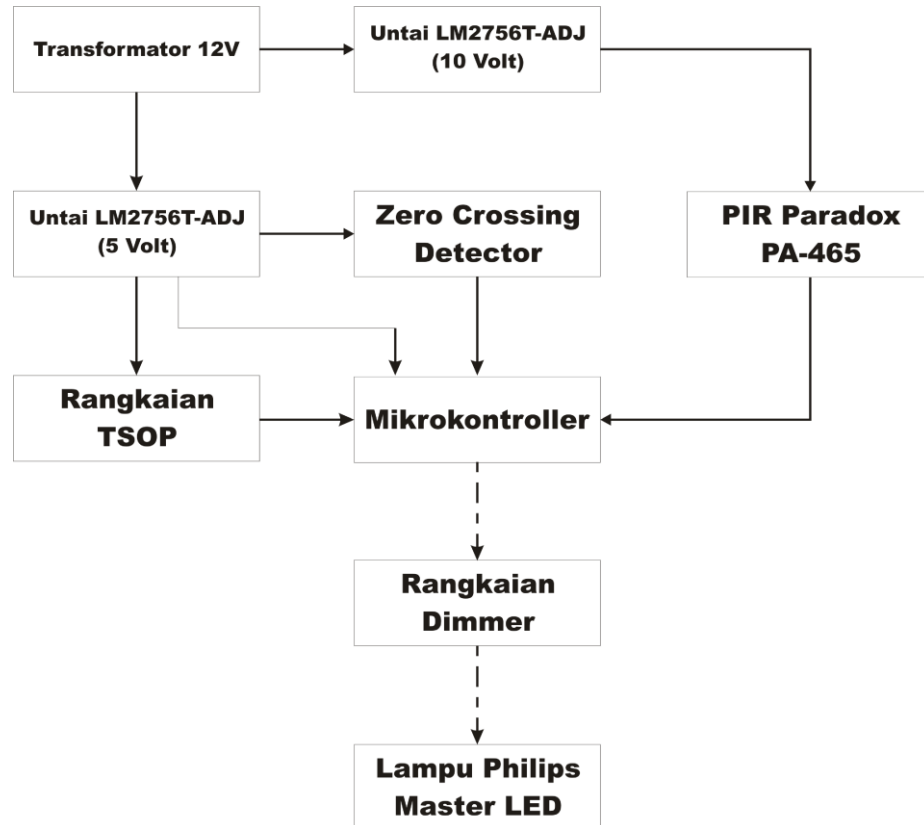 Transformator 12V
Untai LM2756T-ADJ
(10 Volt)
Untai LM2756T-ADJ
(5 Volt)
Zero Crossing
Detector
PIR Paradox
PA-465
Rangkaian
TSOP
Mikrokontroller
Rangkaian
Dimmer
Lampu Philips
Master LED